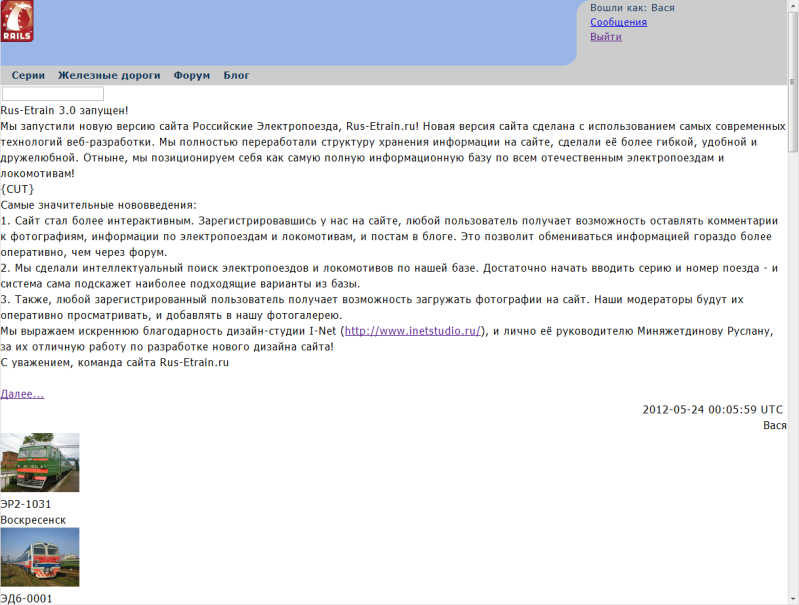 RAILS
Вошли как: Вася
Сообщения
Выйти
Серии Железные дороги Форум Блог
Rus-Etrain 3.0 запущен!
Мы запустили новую версию сайта Российские Электропоезда, Rus-Etrain.ru! Новая версия сайта сделана с использованием самых современных
технологий веб-разработки. Мы полностью переработали структуру хранения информации на сайте, сделали её более гибкой, удобной и
дружелюбной. Отныне, мы позиционируем себя как самую полную информационную базу по всем отечественным электропоездам и
локомотивам!
{CUT}
Самые значительные нововведения:
1. Сайт стал более интерактивным. Зарегистрировавшись у нас на сайте, любой пользователь получает возможность оставлять комментарии
к фотографиям, информации по электропоездам и локомотивам, и постам в блоге. Это позволит обмениваться информацией гораздо более
оперативно, чем через форум.
2. Мы сделали интеллектуальный поиск электропоездов и локомотивов по нашей базе. Достаточно начать вводить серию и номер поезда - и
система сама подскажет наиболее подходящие варианты из базы.
3. Также, любой зарегистрированный пользователь получает возможность загружать фотографии на сайт. Наши модераторы будут их
оперативно просматривать, и добавлять в нашу фотогалерею.
Мы выражаем искреннюю благодарность дизайн-студии I-Net (http://www.inetstudio.ru/), и лично её руководителю Миняжетдинову Руслану,
за их отличную работу по разработке нового дизайна сайта!
С уважением, команда сайта Rus-Etrain.ru
Далее...
2012-05-24 00:05:59 UTC
Вася
ЭР2-1031
Воскресенск
ЭД6-0001